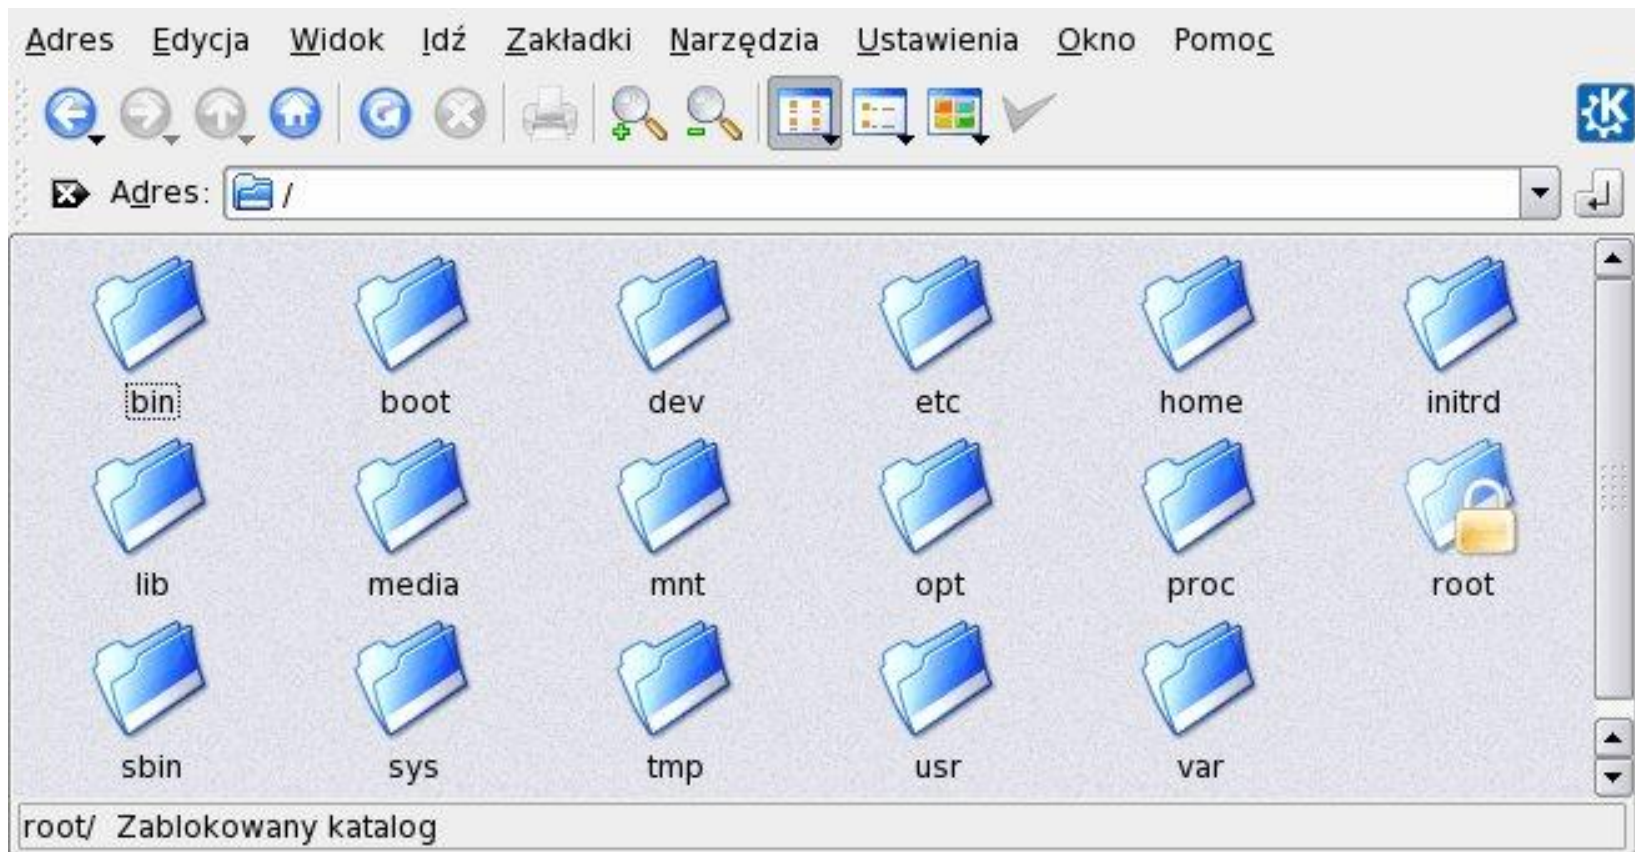 Adres Edycja Widok Idź Zakładki Narzędzia Ustawienia Okno Pomoc
K
Adres: /
bin boot dev etc home initrd
lib media mnt opt proc root
sbin sys tmp usr var
root/ Zablokowany katalog